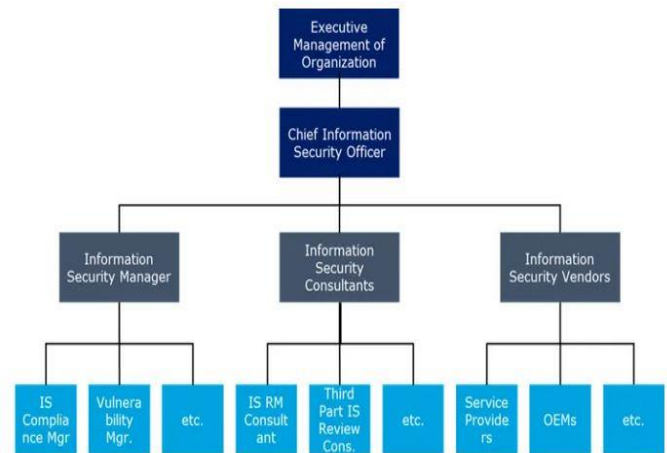 Executive
Management of
Organization
Chief Information
Security Officer
Information
Security Manager
Information
Security
Consultants
Information
Security Vendors
IS
Complia
nce Mgr
Vulnera
bility
Mgr.
etc.
IS RM
Consult
ant
Third
Part IS
Review
Cons.
etc.
Service
Provide
rs
OEMs
etc.